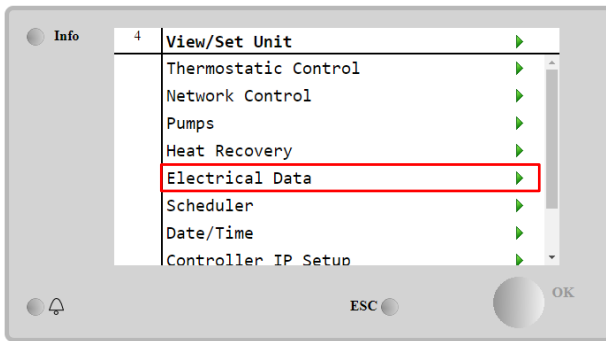 Info
4 View/Set Unit
Thermostatic Control
Network Control
Pumps
Heat Recovery
Electrical Data
Scheduler
Date/Time
Controller IP Setup
ESC OK